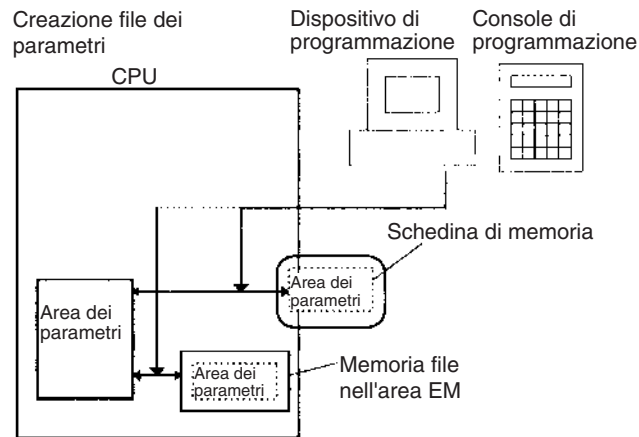 Creazione file dei
parametri
Dispositivo di
programmazione
Console di
programmazione
CPU
Schedina di memoria
Area dei
parametri
Area dei
parametri
Area dei
parametri
Memoria file
nell'area EM